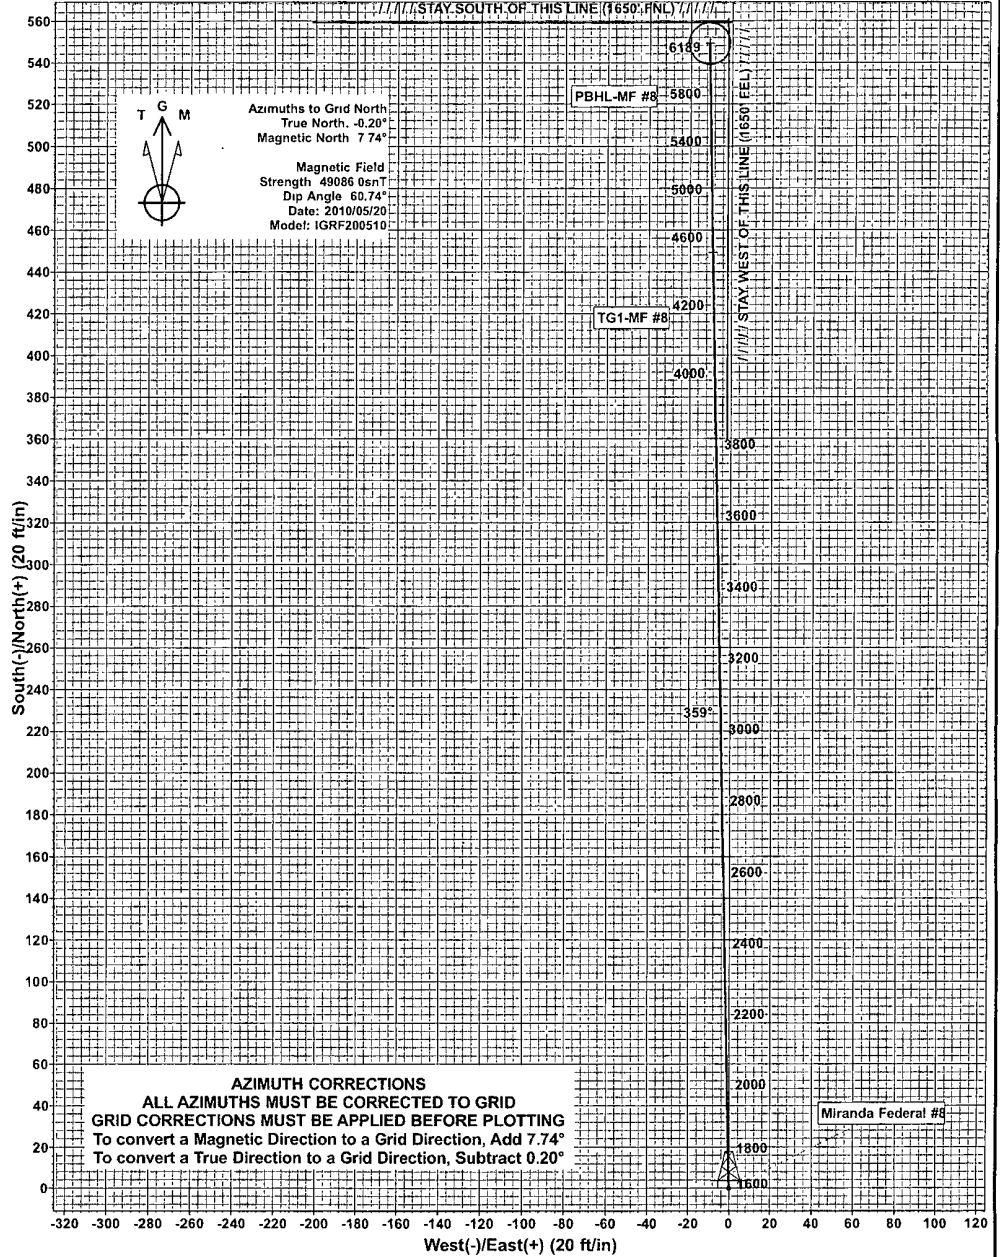 / / / / / STAY SOUTH OF THIS LINE (1650' FNL) / / / / /
T G M
Azimuths to Grid North
True North. -0.20°
Magnetic North 7 74°
Magnetic Field
Strength 49086 0snT
Dip Angle 60.74°
Date: 2010/05/20
Model: IGRF200510
/ / / / / STAY WEST OF THIS LINE (1650' FEL) / / / / /
6189
PBHL-MF #8
5800
5400
5000
4600
4200
TG1-MF #8
4000
3800
3600
3400
3200
359°
3000
2800
2600
2400
2200
2000
1800
1600
Miranda Federal #8
AZIMUTH CORRECTIONS
ALL AZIMUTHS MUST BE CORRECTED TO GRID
GRID CORRECTIONS MUST BE APPLIED BEFORE PLOTTING
To convert a Magnetic Direction to a Grid Direction, Add 7.74°
To convert a True Direction to a Grid Direction, Subtract 0.20°
South(-)/North(+) (20 ft/in)
560
540
520
500
480
460
440
420
400
380
360
340
320
300
280
260
240
220
200
180
160
140
120
100
80
60
40
20
0
-320 -300 -280 -260 -240 -220 -200 -180 -160 -140 -120 -100 -80 -60 -40 -20 0 20 40 60 80 100 120
West(-)/East(+) (20 ft/in)